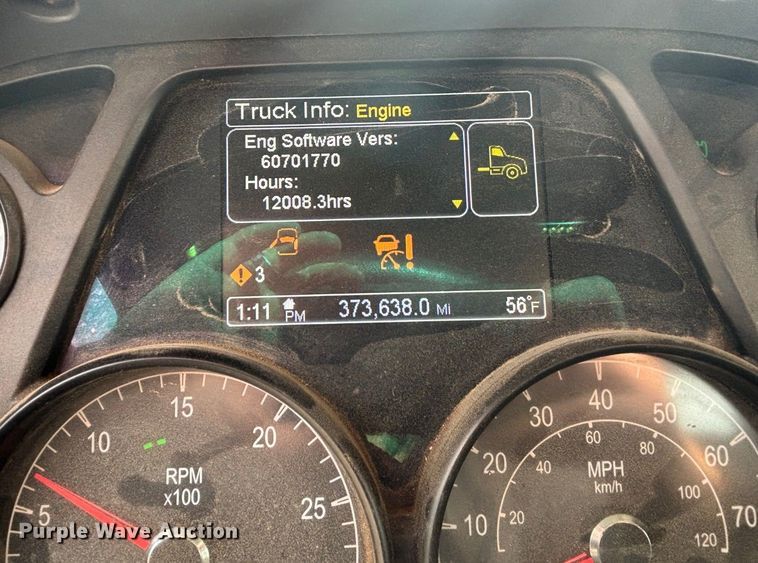 Truck Info: Engine
Eng Software Vers:
60701770
Hours:
12008.3hrs
3
1:11 PM 373,638.0 Mi 56°F
5 10 15 20 25
RPM
x100
10 20 30 40 50 60 70
20 40 60 80 100 120
MPH
km/h
Purple Wave Auction